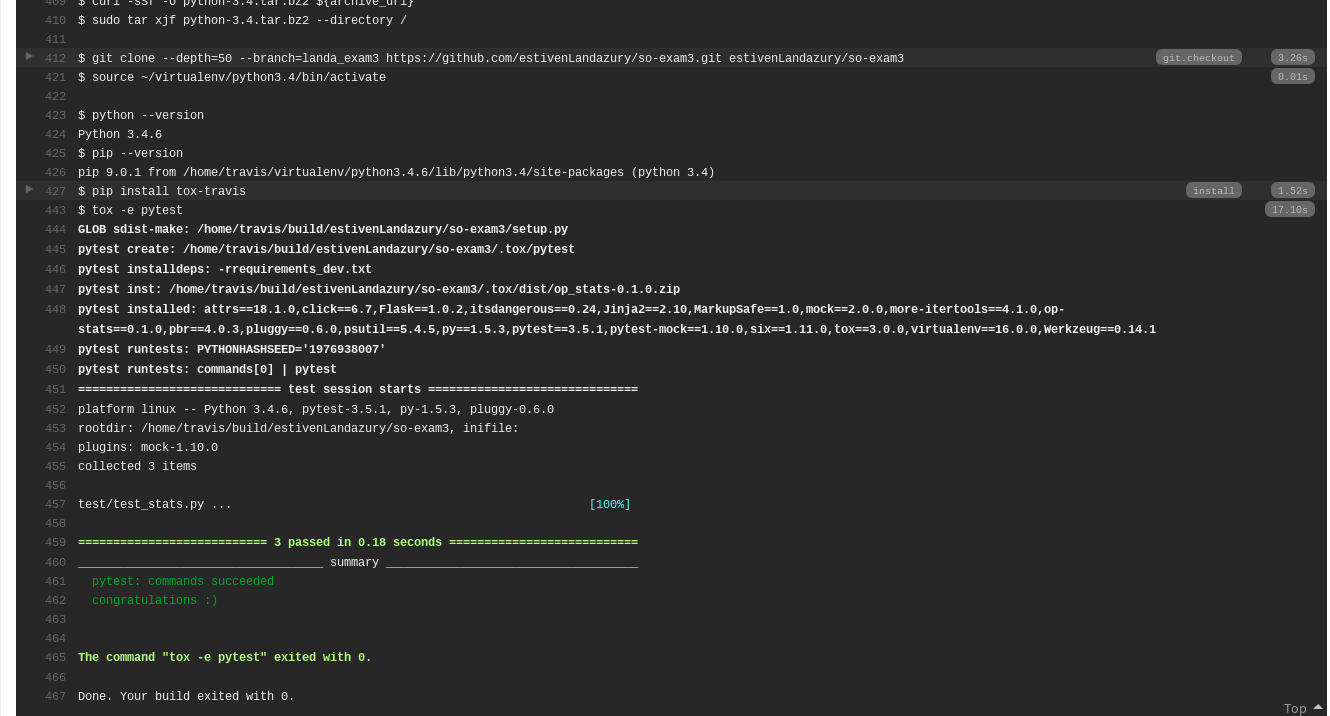 409 $ curl -sSf -o python-3.4.tar.bz2 ${archive_url}
410 $ sudo tar xjf python-3.4.tar.bz2 --directory /
411
412 $ git clone --depth=50 --branch=landa_exam3 https://github.com/estivenLandazury/so-exam3.git estivenLandazury/so-exam3 git.checkout 3.26s
421 $ source ~/virtualenv/python3.4/bin/activate 0.01s
422
423 $ python --version
424 Python 3.4.6
425 $ pip --version
426 pip 9.0.1 from /home/travis/virtualenv/python3.4.6/lib/python3.4/site-packages (python 3.4)
427 $ pip install tox-travis install 1.52s
443 $ tox -e pytest 17.10s
444 GLOB sdist-make: /home/travis/build/estivenLandazury/so-exam3/setup.py
445 pytest create: /home/travis/build/estivenLandazury/so-exam3/.tox/pytest
446 pytest installdeps: -rrequirements_dev.txt
447 pytest inst: /home/travis/build/estivenLandazury/so-exam3/.tox/dist/op_stats-0.1.0.zip
448 pytest installed: attrs==18.1.0,click==6.7,Flask==1.0.2,itsdangerous==0.24,Jinja2==2.10,MarkupSafe==1.0,mock==2.0.0,more-itertools==4.1.0,op-
stats==0.1.0,pbr==4.0.3,pluggy==0.6.0,psutil==5.4.5,py==1.5.3,pytest==3.5.1,pytest-mock==1.10.0,six==1.11.0,tox==3.0.0,virtualenv==16.0.0,Werkzeug==0.14.1
449 pytest runtests: PYTHONHASHSEED='1976938007'
450 pytest runtests: commands[0] | pytest
451 ============================= test session starts ==============================
452 platform linux -- Python 3.4.6, pytest-3.5.1, py-1.5.3, pluggy-0.6.0
453 rootdir: /home/travis/build/estivenLandazury/so-exam3, inifile:
454 plugins: mock-1.10.0
455 collected 3 items
456
457 test/test_stats.py ... [100%]
458
459 =========================== 3 passed in 0.18 seconds ===========================
460 ___________________________________ summary ____________________________________
461 pytest: commands succeeded
462 congratulations :)
463
464
465 The command "tox -e pytest" exited with 0.
466
467 Done. Your build exited with 0.
Top